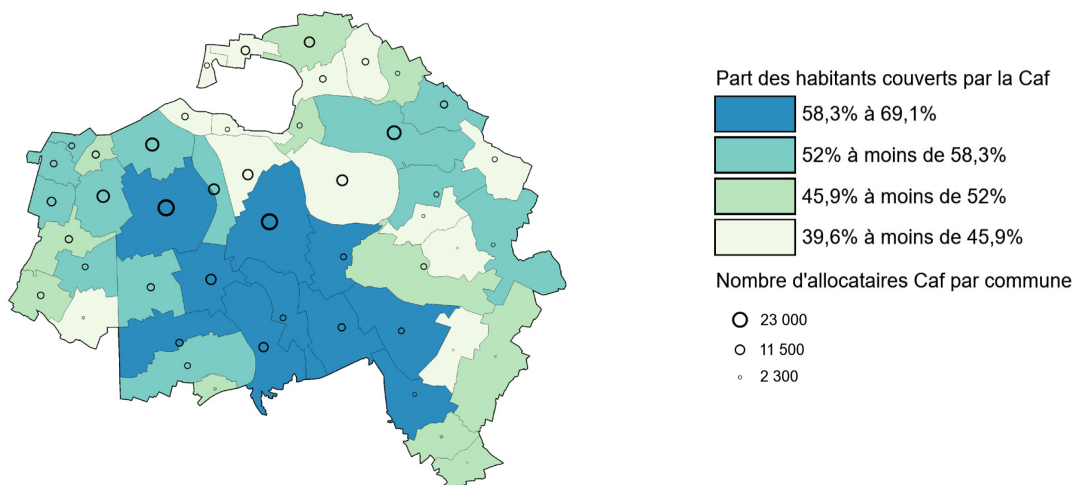 Part des habitants couverts par la Caf
58,3% à 69,1%
52% à moins de 58,3%
45,9% à moins de 52%
39,6% à moins de 45,9%
Nombre d'allocataires Caf par commune
23 000
11 500
2 300